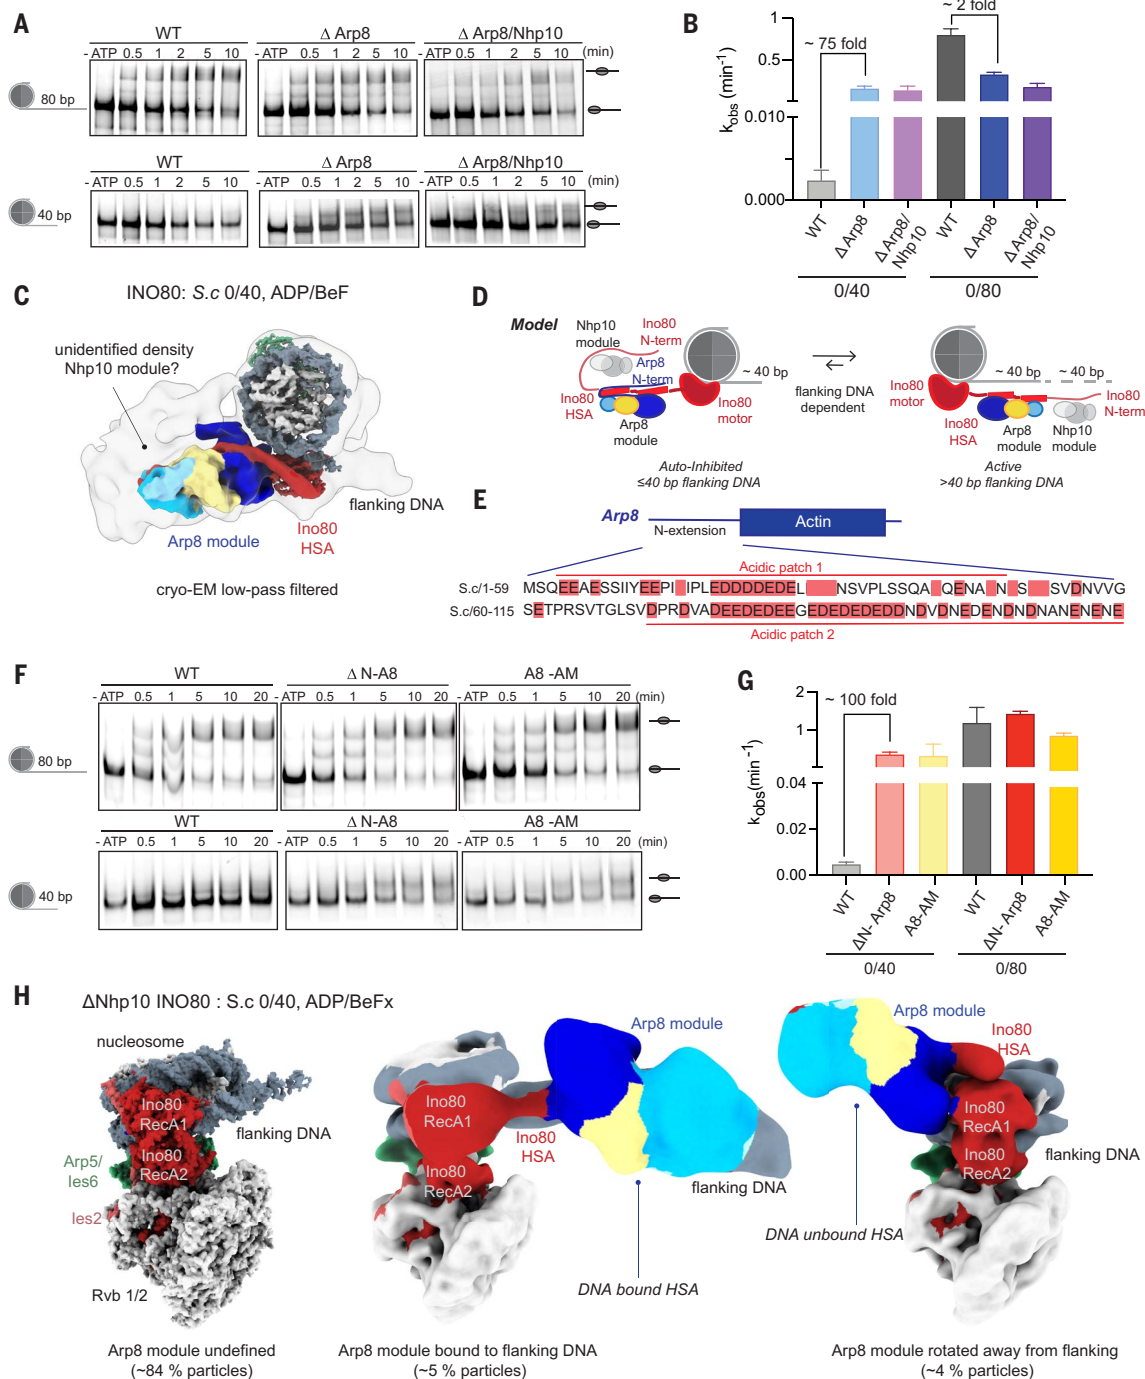 A
WT
Δ Arp8
Δ Arp8/Nhp10
- ATP 0.5 1 2 5 10
- ATP 0.5 1 2 5 10
- ATP 0.5 1 2 5 10 (min)
80 bp
WT
Δ Arp8
Δ Arp8/Nhp10
- ATP 0.5 1 2 5 10
- ATP 0.5 1 2 5 10
- ATP 0.5 1 2 5 10 (min)
40 bp
B
~ 2 fold
~ 75 fold
1
0.5
0.010
0.000
kobs (min-1)
WT
Δ Arp8
Δ Arp8/
Nhp10
WT
Δ Arp8
Δ Arp8/
Nhp10
0/40
0/80
C
INO80: S.c 0/40, ADP/BeF
unidentified density
Nhp10 module?
flanking DNA
Ino80
HSA
Arp8 module
cryo-EM low-pass filtered
D
Model
Nhp10
module
Ino80
N-term
Arp8
N-term
~ 40 bp
Ino80
HSA
Arp8
module
Ino80
motor
Auto-Inhibited
≤40 bp flanking DNA
flanking DNA
dependent
~ 40 bp
~ 40 bp
Ino80
motor
Ino80
HSA
Arp8
module
Nhp10
module
Ino80
N-term
Active
>40 bp flanking DNA
E
Arp8
N-extension
Actin
Acidic patch 1
S.c/1-59
S.c/60-115 SETPRSVTGLSVDPRDVADEEDEDEEGEDEDEDEDDNDVDNEDENDNDNANENENE
Acidic patch 2
F
WT
Δ N-A8
A8 -AM
- ATP 0.5 1 5 10 20
- ATP 0.5 1 5 10 20
- ATP 0.5 1 5 10 20 (min)
80 bp
WT
Δ N-A8
A8 -AM
- ATP 0.5 1 5 10 20
- ATP 0.5 1 5 10 20
- ATP 0.5 1 5 10 20 (min)
40 bp
G
~ 100 fold
2
1
0.04
0.02
0.00
kobs(min -1)
WT
ΔN- Arp8
A8-AM
WT
ΔN- Arp8
A8-AM
0/40
0/80
H
ΔNhp10 INO80 : S.c 0/40, ADP/BeFx
nucleosome
Ino80
RecA1
flanking DNA
Ino80
RecA2
Arp5/
Ies6
Ies2
Rvb 1/2
Arp8 module undefined
(~84 % particles)
Arp8 module
Ino80
RecA1
Ino80
HSA
Ino80
RecA2
flanking DNA
DNA bound HSA
Arp8 module bound to flanking DNA
(~5 % particles)
Arp8 module
Ino80
HSA
Ino80
RecA1
Ino80
RecA2
flanking DNA
DNA unbound HSA
Arp8 module rotated away from flanking
(~4 % particles)